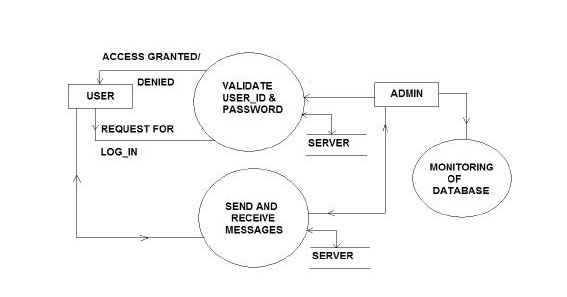 ACCESS GRANTED/
DENIED
USER
REQUEST FOR
LOG_IN
VALIDATE
USER_ID &
PASSWORD
SERVER
ADMIN
MONITORING
OF
DATABASE
SEND AND
RECEIVE
MESSAGES
SERVER